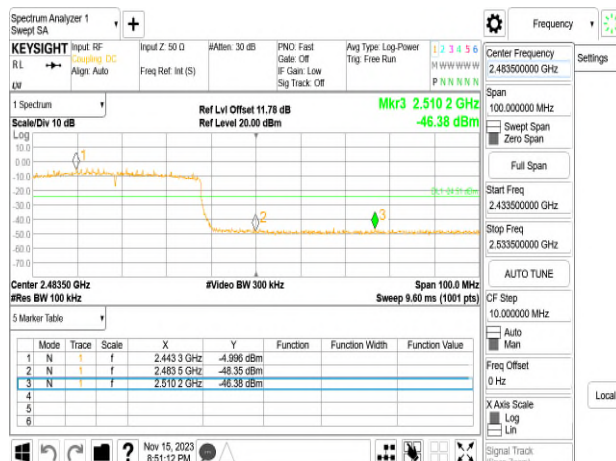 Spectrum Analyzer 1
Swept SA
Frequency
KEYSIGHT
Input: RF
Coupling: DC
Align: Auto
RL
Input Z: 50 Ω
Freq Ref: Int (S)
#Atten: 30 dB
PNO: Fast
Gate: Off
IF Gain: Low
Sig Track: Off
Avg Type: Log-Power
Trig: Free Run
1 2 3 4 5 6
M W W W W W
P N N N N N
Center Frequency
2.483500000 GHz
Settings
1 Spectrum
Scale/Div 10 dB
Ref Lvl Offset 11.78 dB
Ref Level 20.00 dBm
Mkr3 2.510 2 GHz
-46.38 dBm
Span
100.000000 MHz
Swept Span
Zero Span
Full Span
Start Freq
2.433500000 GHz
Stop Freq
2.533500000 GHz
AUTO TUNE
CF Step
10.000000 MHz
Auto
Man
Freq Offset
0 Hz
X Axis Scale
Log
Lin
Signal Track
Local
Log
10.0
0.00
-10.0
-20.0
-30.0
-40.0
-50.0
-60.0
-70.0
1
2
3
Center 2.48350 GHz
#Res BW 100 kHz
#Video BW 300 kHz
Span 100.0 MHz
Sweep 9.60 ms (1001 pts)
5 Marker Table
Mode Trace Scale X Y Function Function Width Function Value
1 N 1 f 2.443 3 GHz -4.996 dBm
2 N 1 f 2.483 5 GHz -48.35 dBm
3 N 1 f 2.510 2 GHz -46.38 dBm
4
5
6
?
Nov 15, 2023
8:51:12 PM